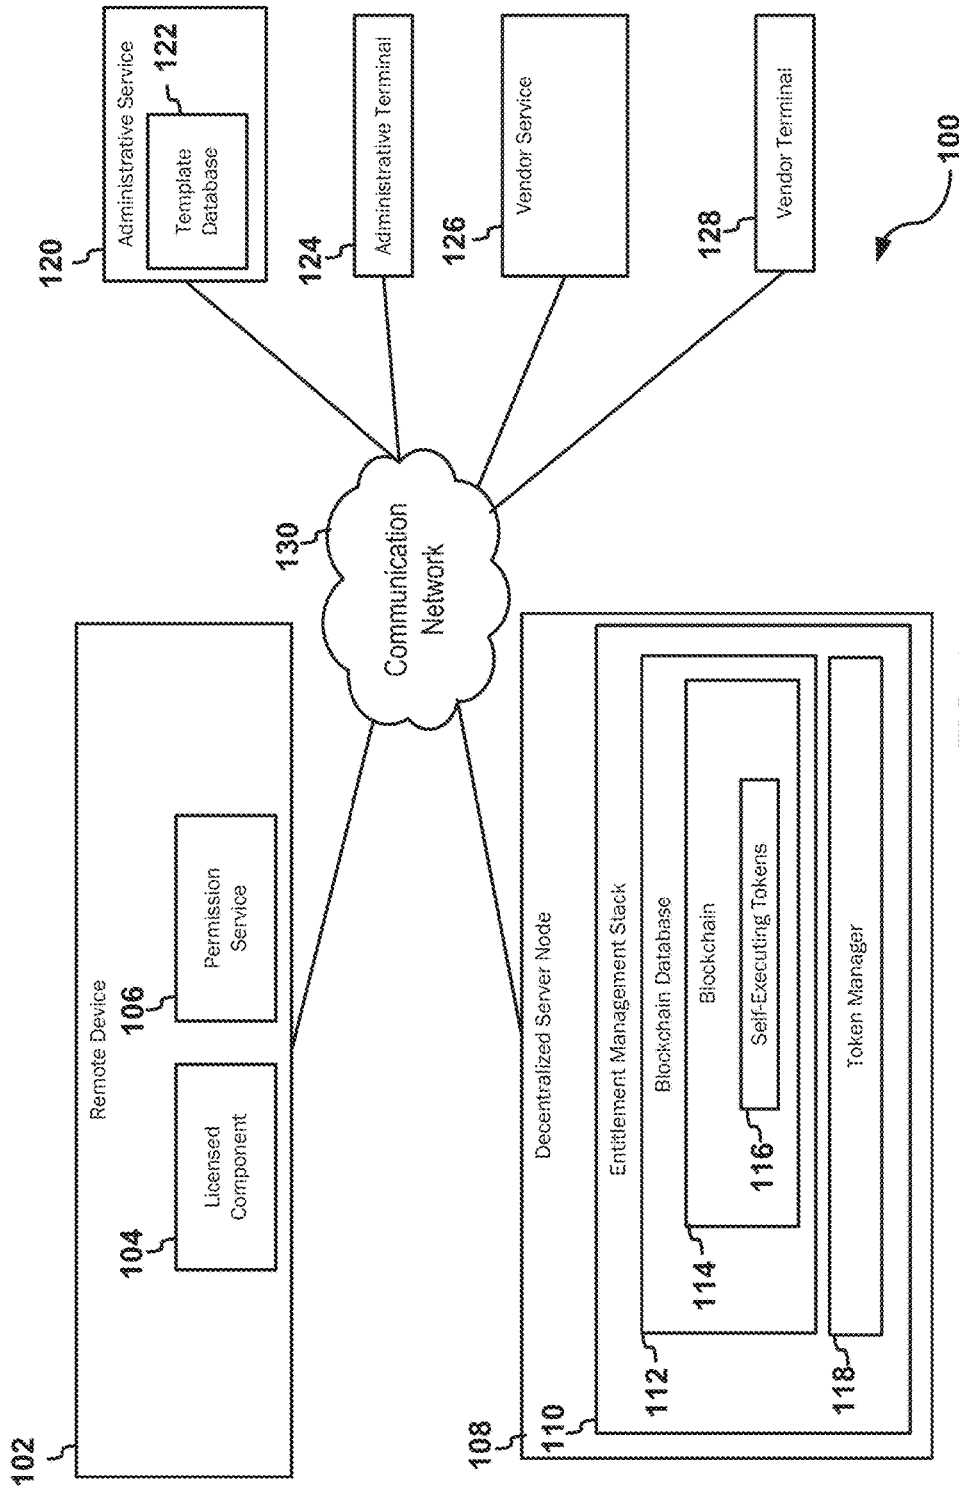 102
Remote Device
104
Licensed
Component
106
Permission
Service
108
Decentralized Server Node
110
Entitlement Management Stack
112
Blockchain Database
114
Blockchain
116
Self-Executing Tokens
118
Token Manager
130
Communication
Network
120
Administrative Service
122
Template
Database
124
Administrative Terminal
126
Vendor Service
128
Vendor Terminal
100